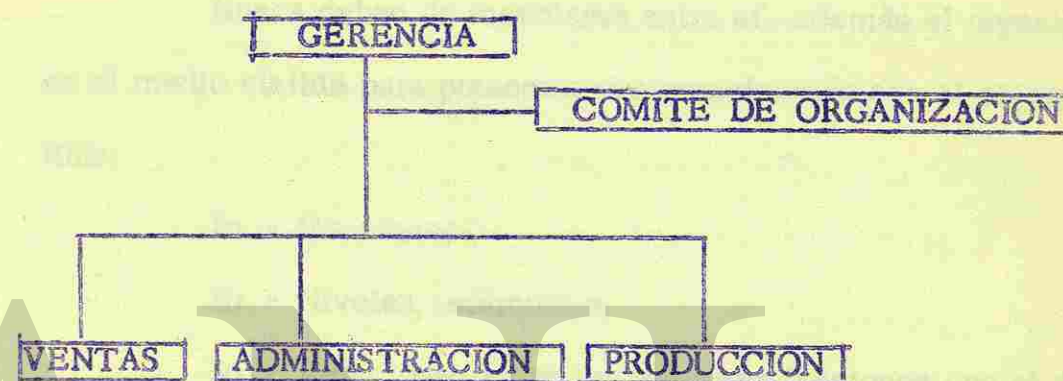 GERENCIA
COMITE DE ORGANIZACION
VENTAS ADMINISTRACION PRODUCCION